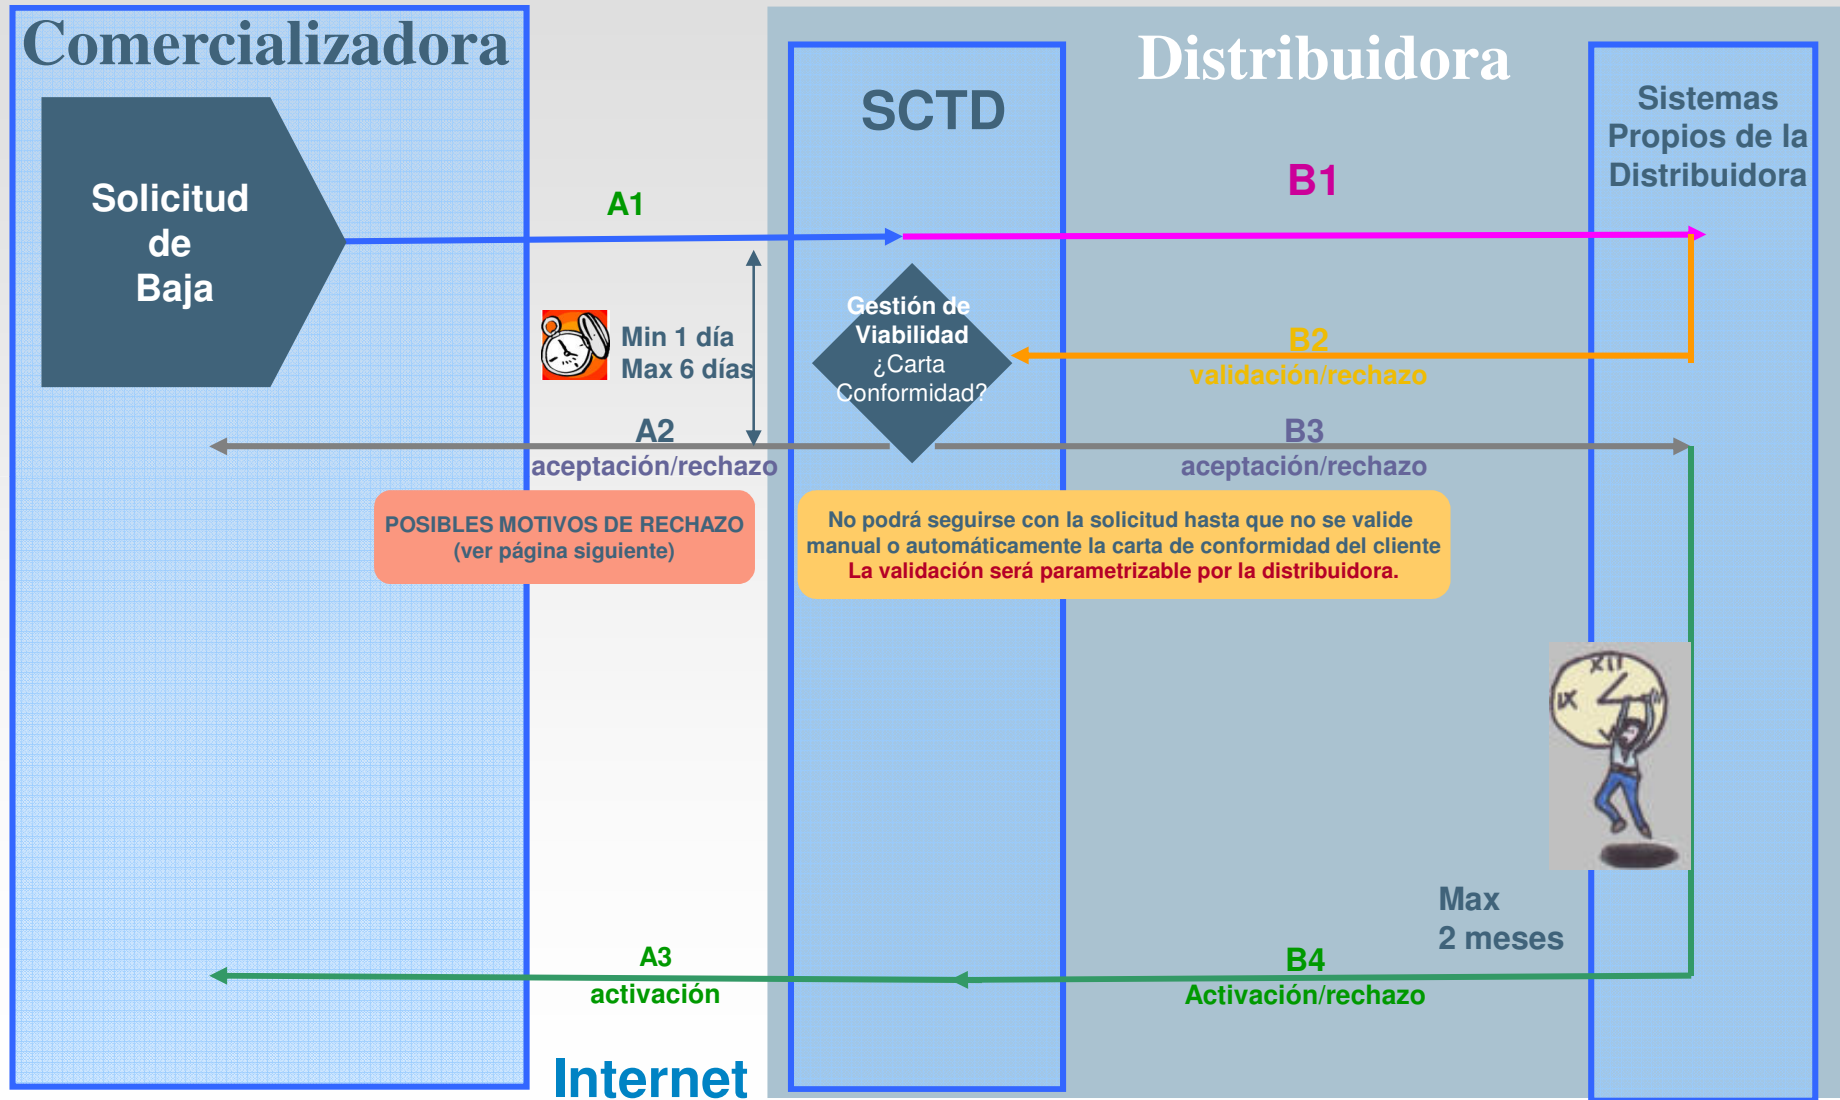 Comercializadora
Distribuidora
SCTD
Sistemas
Propios de la
Distribuidora
Solicitud
de
Baja
A1
B1
Min 1 día
Max 6 días
Gestión de
Viabilidad
¿Carta
Conformidad?
B2
validación/rechazo
A2
aceptación/rechazo
B3
aceptación/rechazo
POSIBLES MOTIVOS DE RECHAZO
(ver página siguiente)
No podrá seguirse con la solicitud hasta que no se valide
manual o automáticamente la carta de conformidad del cliente
La validación será parametrizable por la distribuidora.
XII
IX
Max
2 meses
A3
activación
B4
Activación/rechazo
Internet